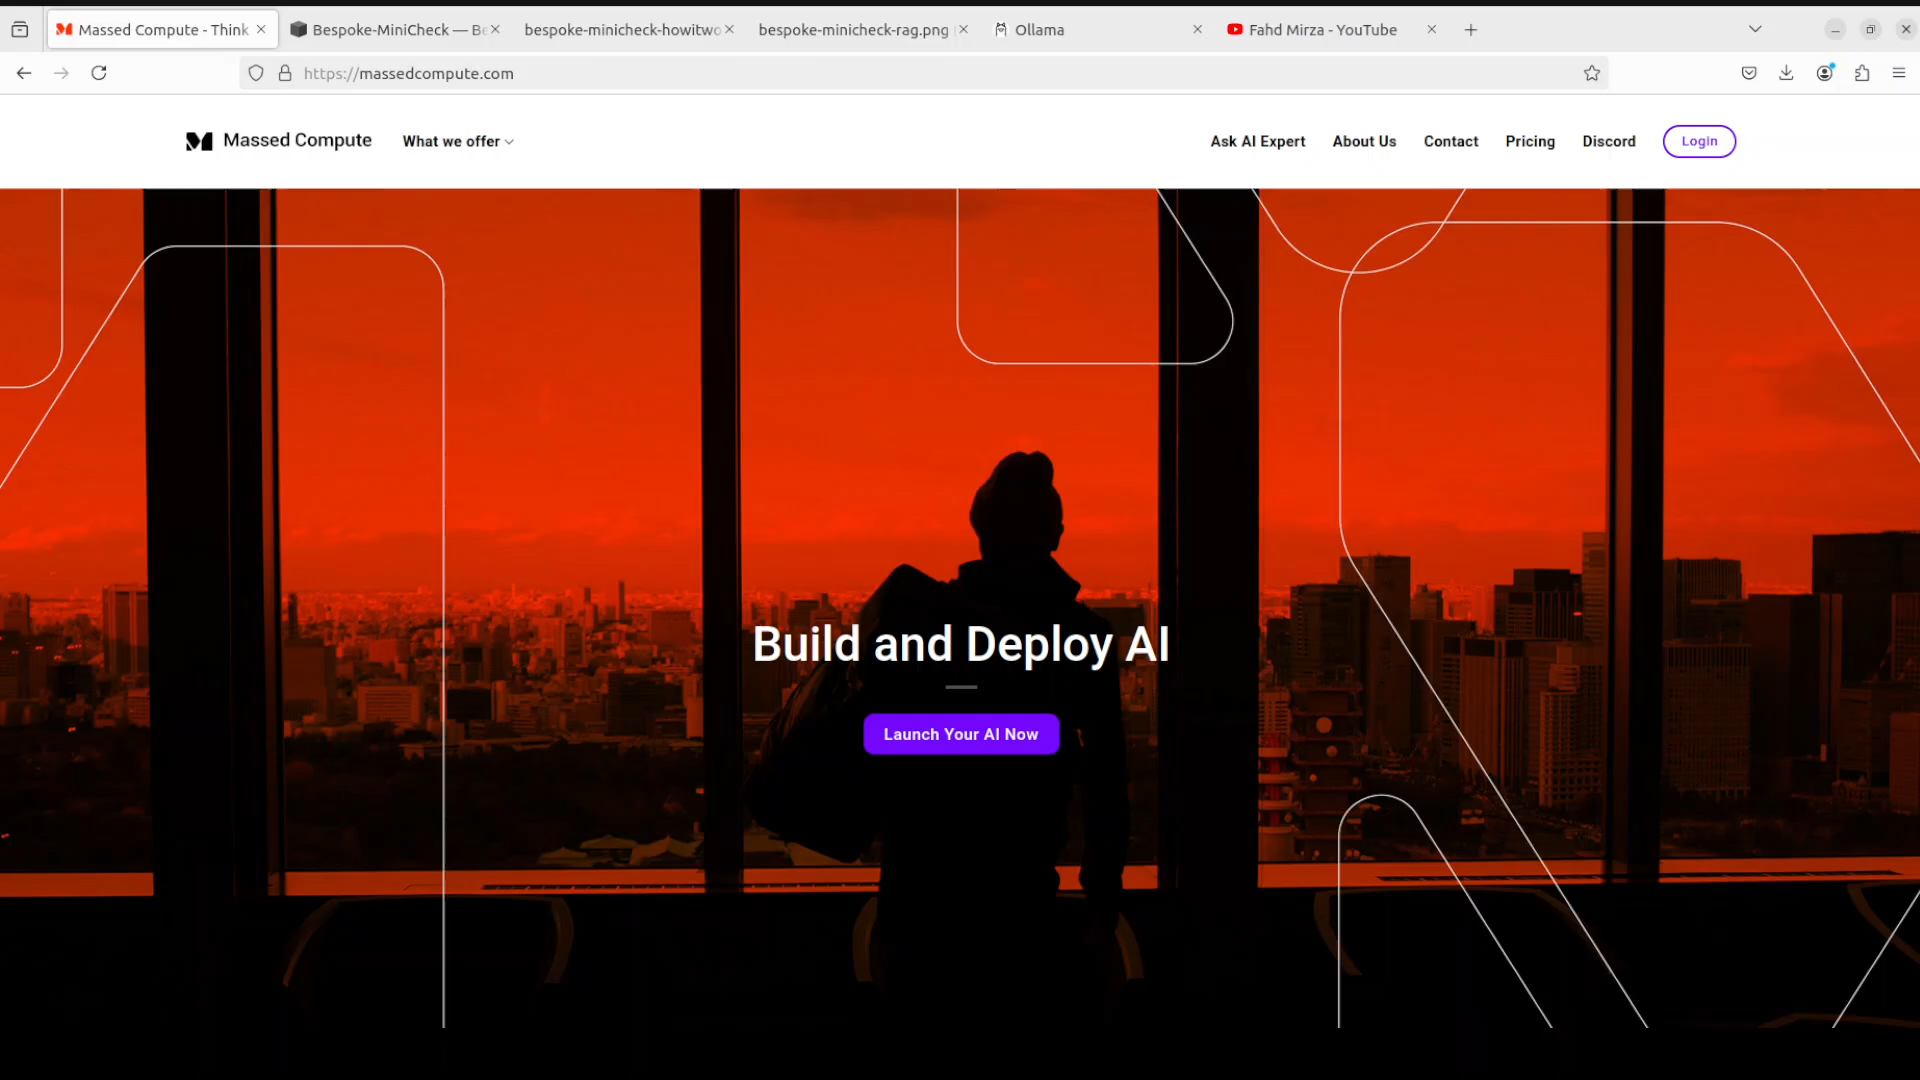 Massed Compute - Think
Bespoke-MiniCheck — Be
bespoke-minicheck-howitwo
bespoke-minicheck-rag.png
Ollama
Fahd Mirza - YouTube
https://massedcompute.com
Massed Compute
What we offer
Ask AI Expert
About Us
Contact
Pricing
Discord
Login
Build and Deploy AI
Launch Your AI Now